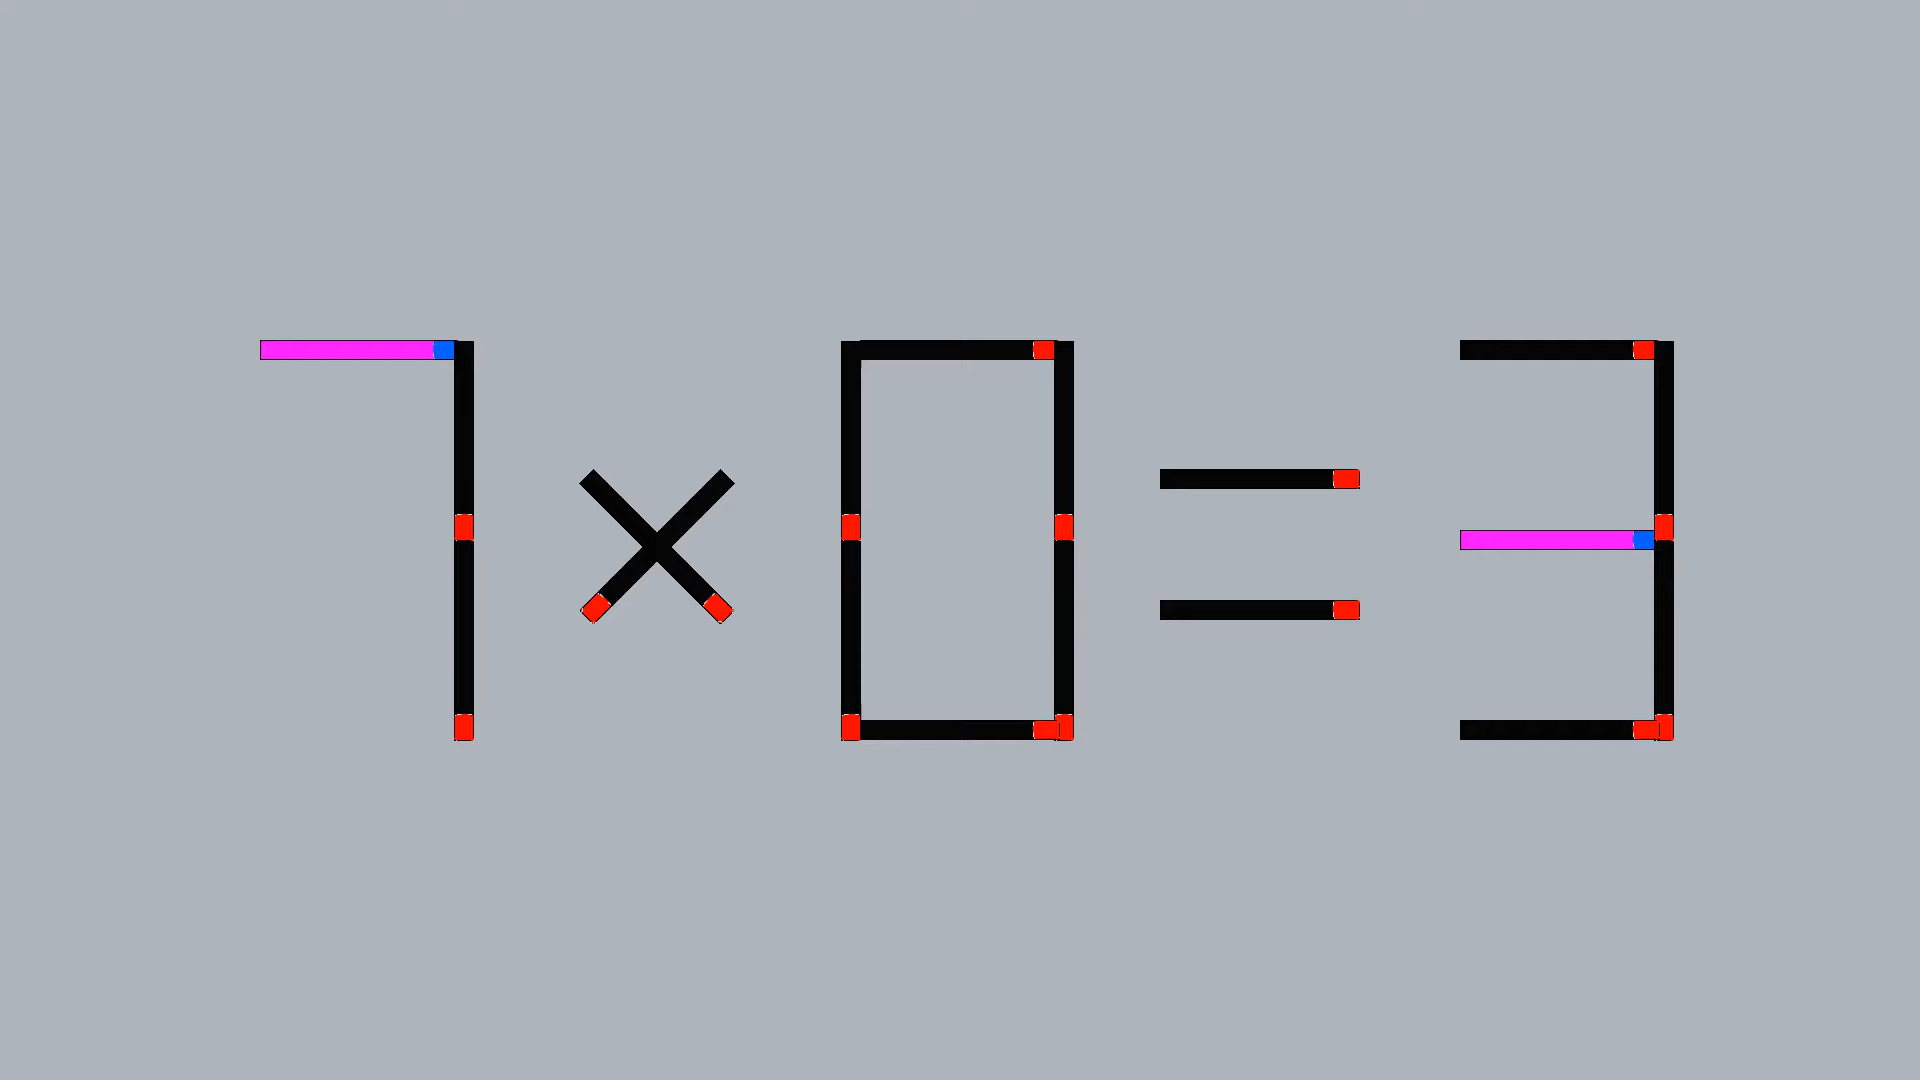 7 × 0 = 3